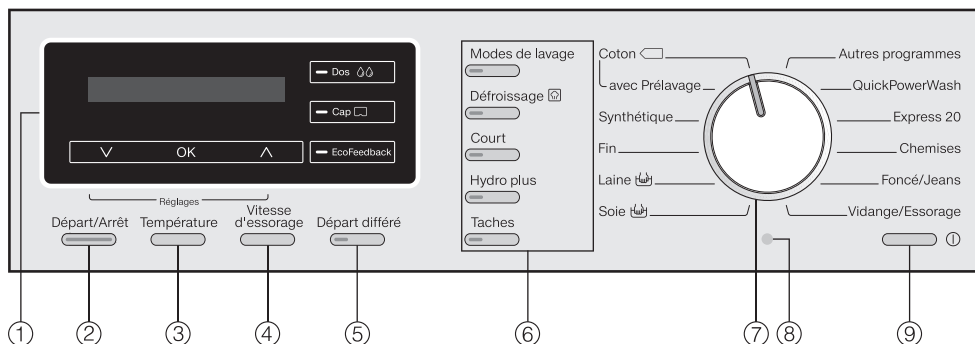 Dos
Cap
EcoFeedback
OK
Réglages
Départ/Arrêt
Température
Vitesse
d'essorage
Départ différé
Modes de lavage
Défroissage
Court
Hydro plus
Taches
Coton
avec Prélavage
Synthétique
Fin
Laine
Soie
Autres programmes
QuickPowerWash
Express 20
Chemises
Foncé/Jeans
Vidange/Essorage
1
2
3
4
5
6
7
8
9